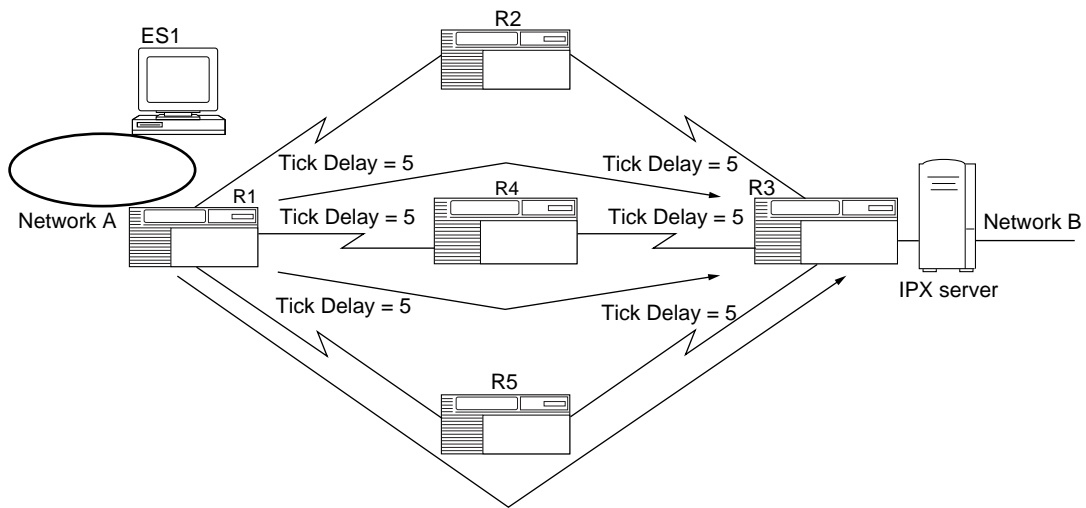 R2
ES1
Tick Delay = 5
Tick Delay = 5
R1
R4
R3
Network A
Tick Delay = 5
Tick Delay = 5
Network B
IPX server
Tick Delay = 5
Tick Delay = 5
R5